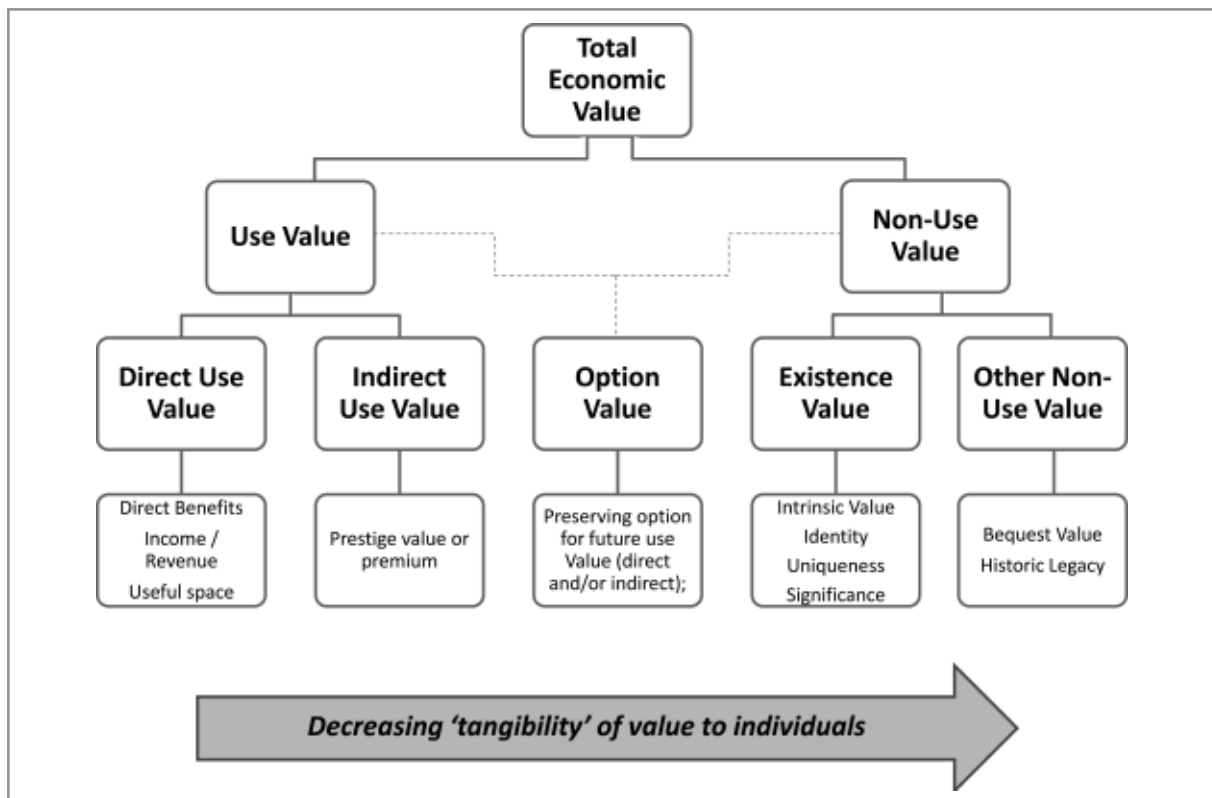 Total
Economic
Value
Use Value
Non-Use
Value
Direct Use
Value
Indirect
Use Value
Option
Value
Existence
Value
Other Non-
Use Value
Direct Benefits
Income /
Revenue
Useful space
Prestige value or
premium
Preserving option
for future use
Value (direct
and/or indirect);
Intrinsic Value
Identity
Uniqueness
Significance
Bequest Value
Historic Legacy
Decreasing ‘tangibility’ of value to individuals